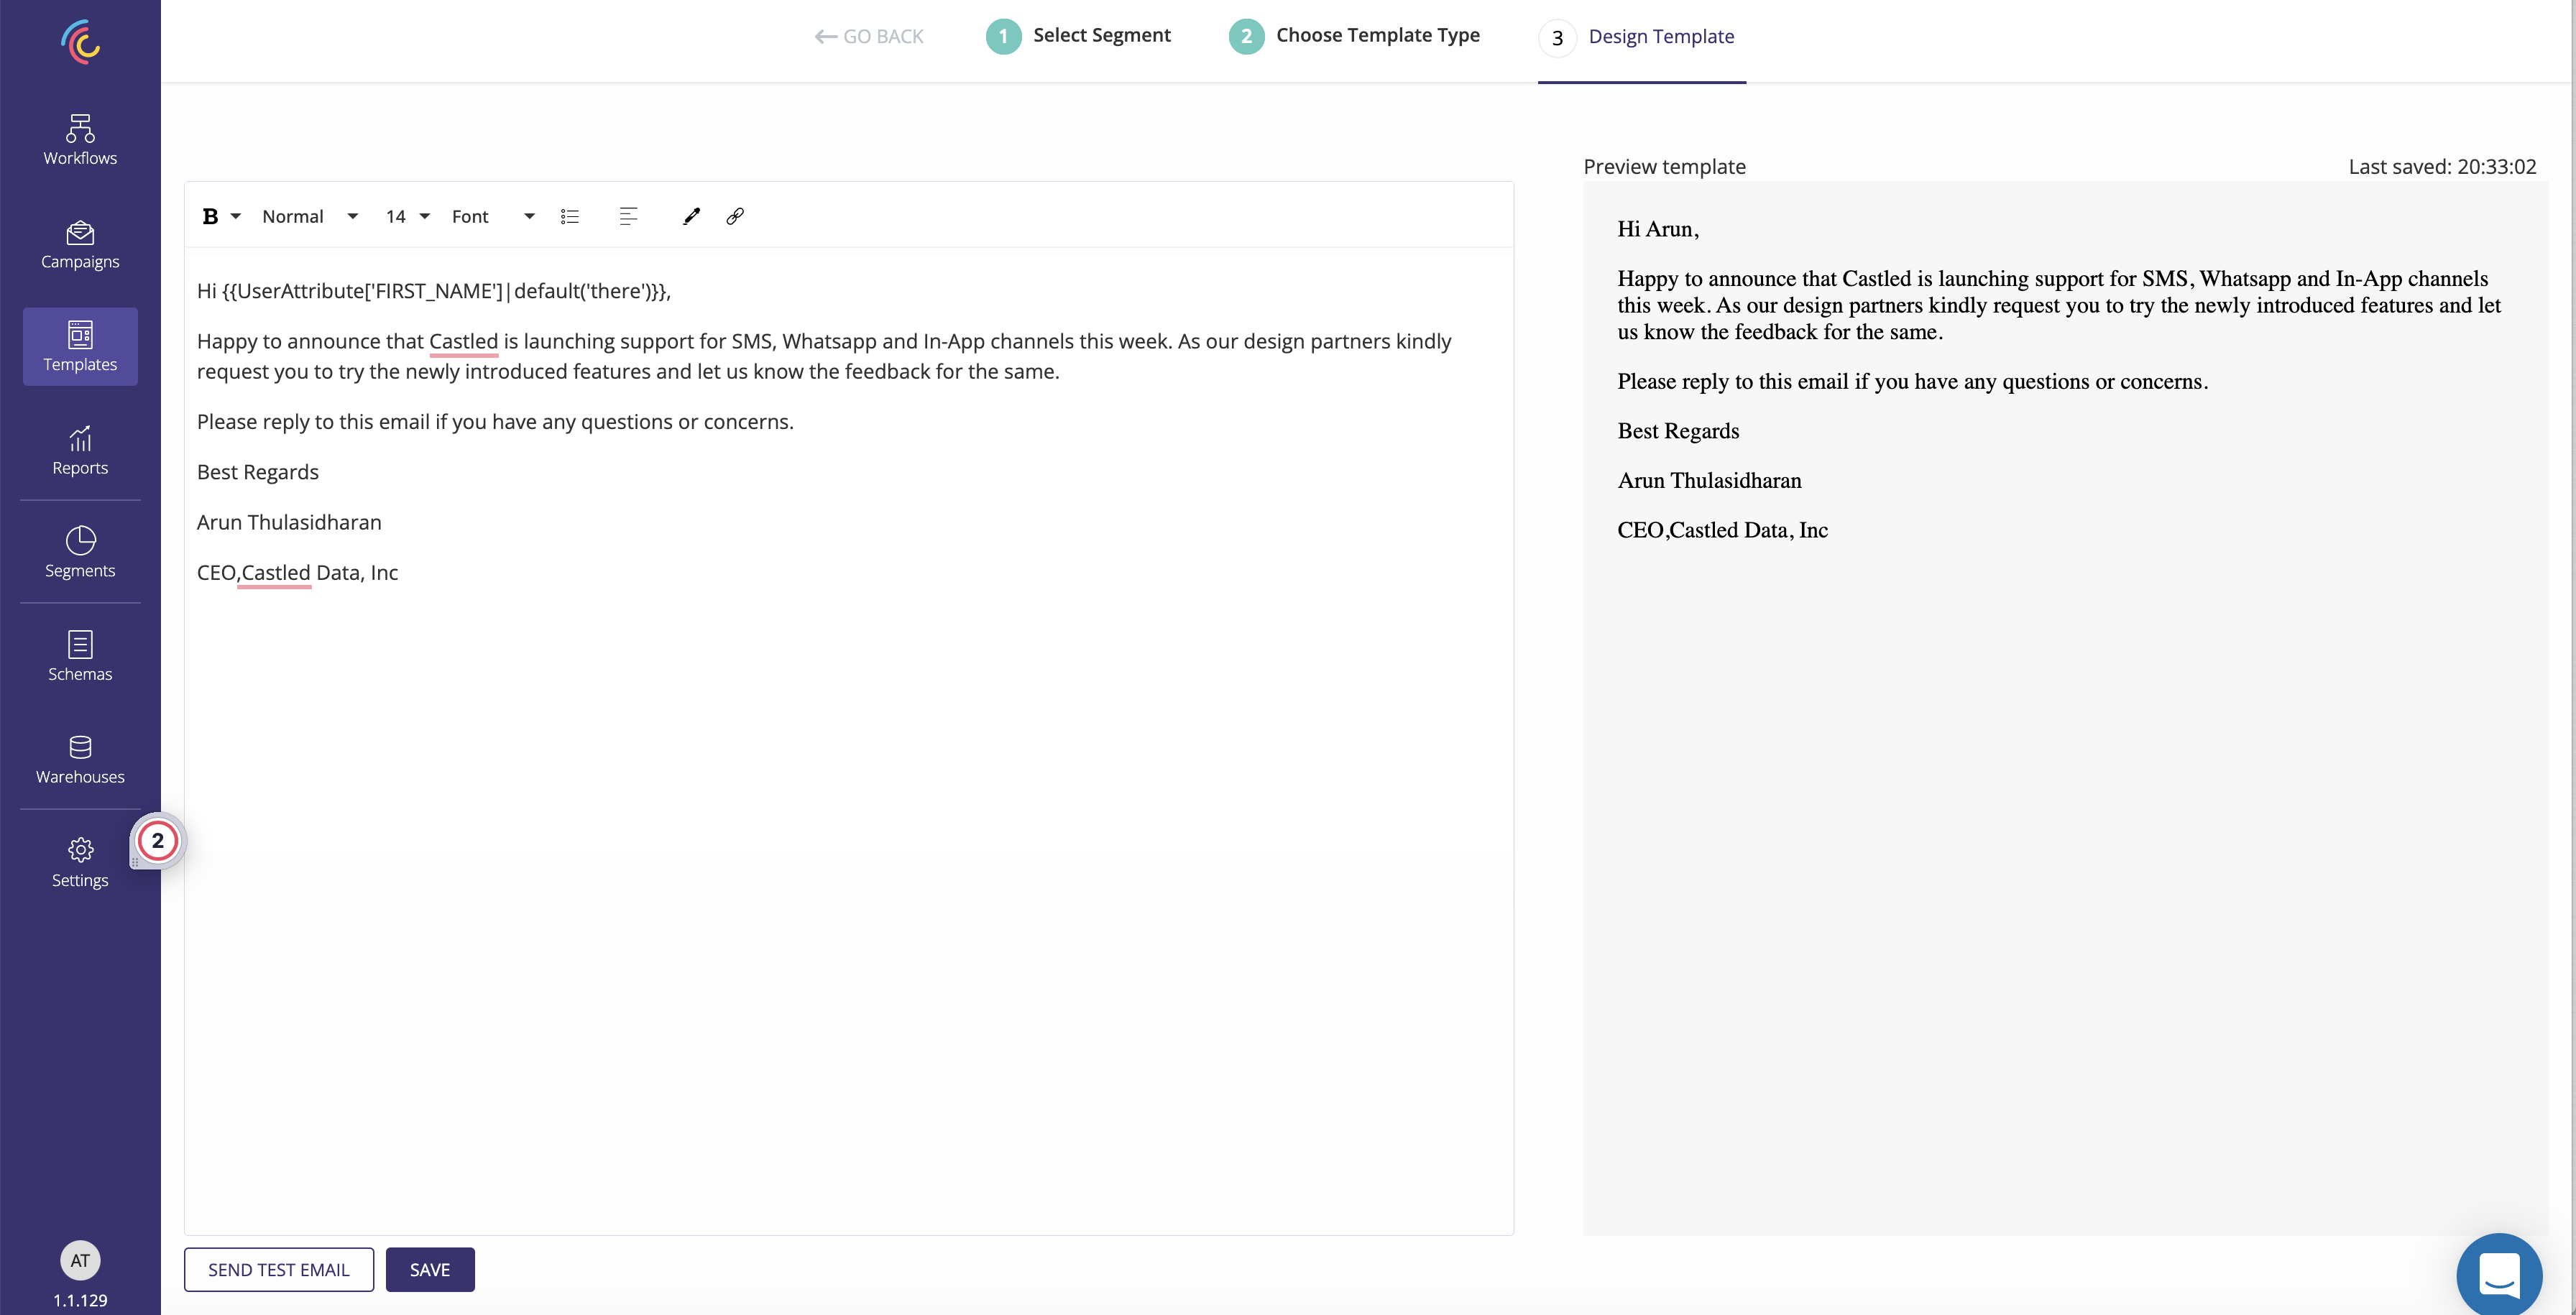 GO BACK
1 Select Segment
2 Choose Template Type
3 Design Template
Workflows
Campaigns
Templates
Reports
Segments
Schemas
Warehouses
2
Settings
AT
1.1.129
B Normal 14 Font
Hi {{UserAttribute['FIRST_NAME']|default('there')}},
Happy to announce that Castled is launching support for SMS, Whatsapp and In-App channels this week. As our design partners kindly
request you to try the newly introduced features and let us know the feedback for the same.
Please reply to this email if you have any questions or concerns.
Best Regards
Arun Thulasidharan
CEO,Castled Data, Inc
SEND TEST EMAIL
SAVE
Preview template
Last saved: 20:33:02
Hi Arun,
Happy to announce that Castled is launching support for SMS, Whatsapp and In-App channels
this week. As our design partners kindly request you to try the newly introduced features and let
us know the feedback for the same.
Please reply to this email if you have any questions or concerns.
Best Regards
Arun Thulasidharan
CEO,Castled Data, Inc